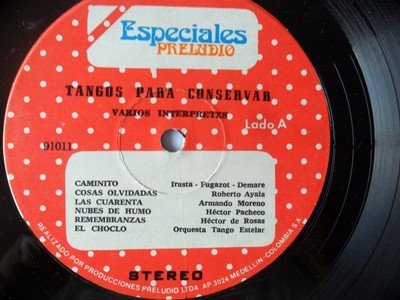 Especiales
PRELUDIO
TANGOS PARA CONSERVAR
VARIOS INTERPRETES
Lado A
91011
CAMINITO Irusta - Fugazot - Demare
COSAS OLVIDADAS Roberto Ayala
LAS CUARENTA Armando Moreno
NUBES DE HUMO Héctor Pacheco
REMEMBRANZAS Héctor de Rosas
EL CHOCLO Orquesta Tango Estelar
STEREO
REALIZADO POR PRODUCCIONES PRELUDIO LTDA AP 3024 MEDELLIN-COLOMBIA S.A.